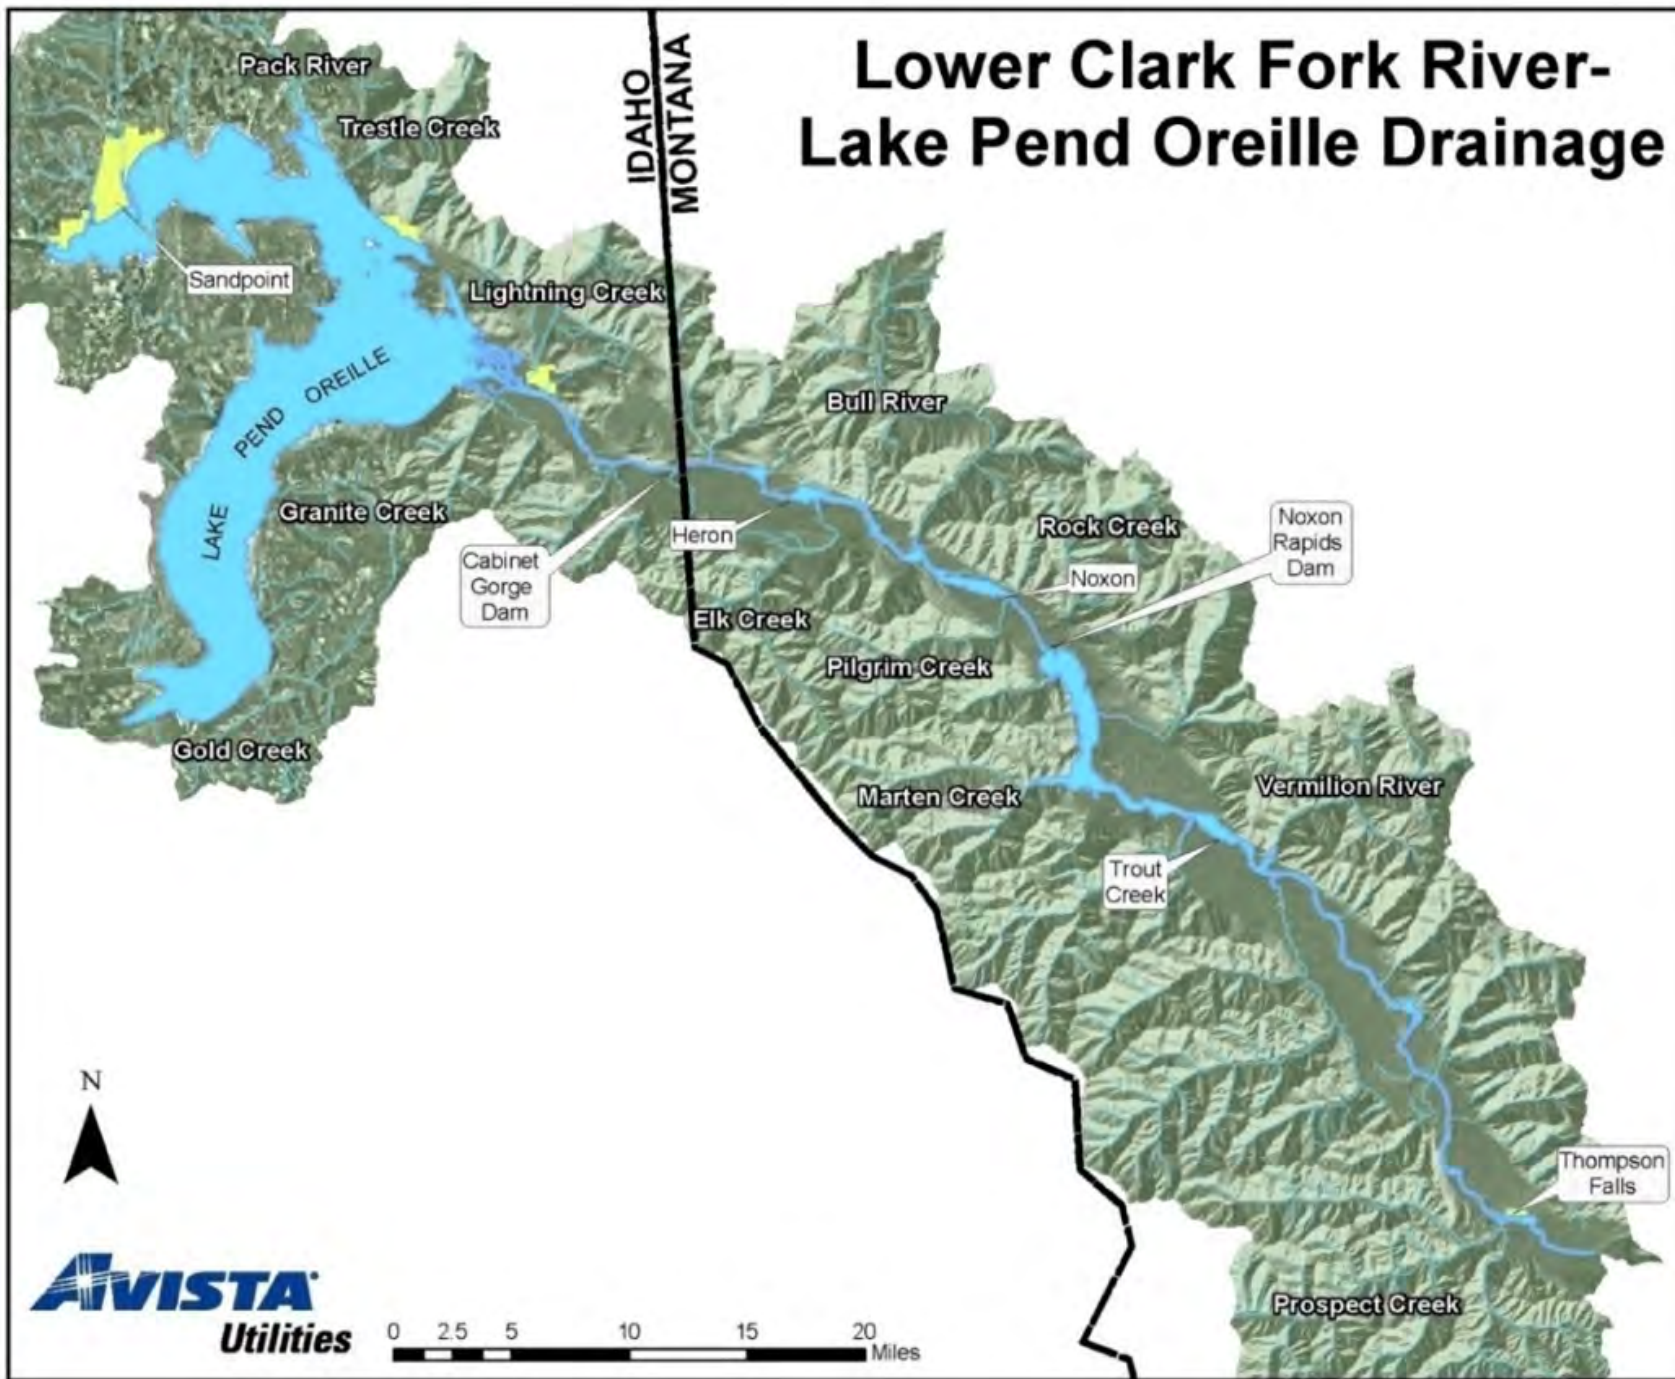 Lower Clark Fork River-
Lake Pend Oreille Drainage
IDAHO
MONTANA
Pack River
Trestle Creek
Sandpoint
Lightning Creek
LAKE PEND OREILLE
Bull River
Granite Creek
Cabinet
Gorge
Dam
Heron
Rock Creek
Noxon
Rapids
Dam
Noxon
Elk Creek
Pilgrim Creek
Gold Creek
Marten Creek
Vermilion River
Trout
Creek
N
Thompson
Falls
Prospect Creek
AVISTA
Utilities
0 2.5 5 10 15 20
Miles